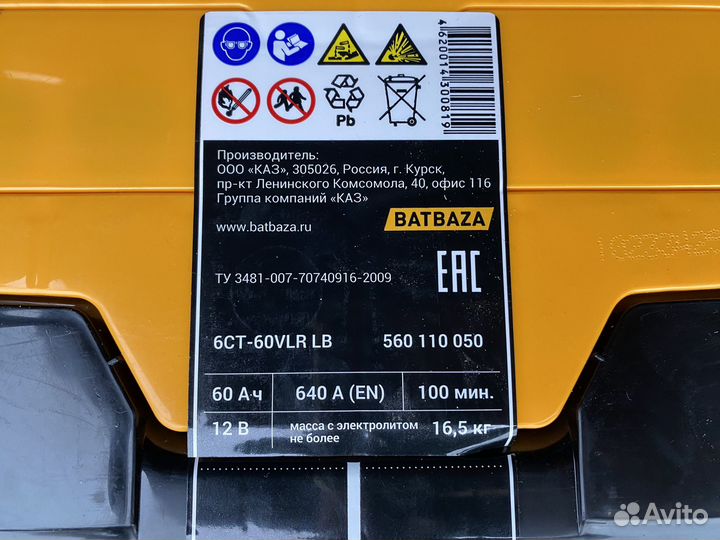 4620014300819
Pb
Производитель:
ООО «КАЗ», 305026, Россия, г. Курск,
пр-кт Ленинского Комсомола, 40, офис 116
Группа компаний «КАЗ»
www.batbaza.ru
BATBAZA
ТУ 3481-007-70740916-2009
EAC
6СТ-60VLR LB 560 110 050
60 А·ч 640 А (EN) 100 мин.
12 В масса с электролитом не более 16,5 кг
Avito